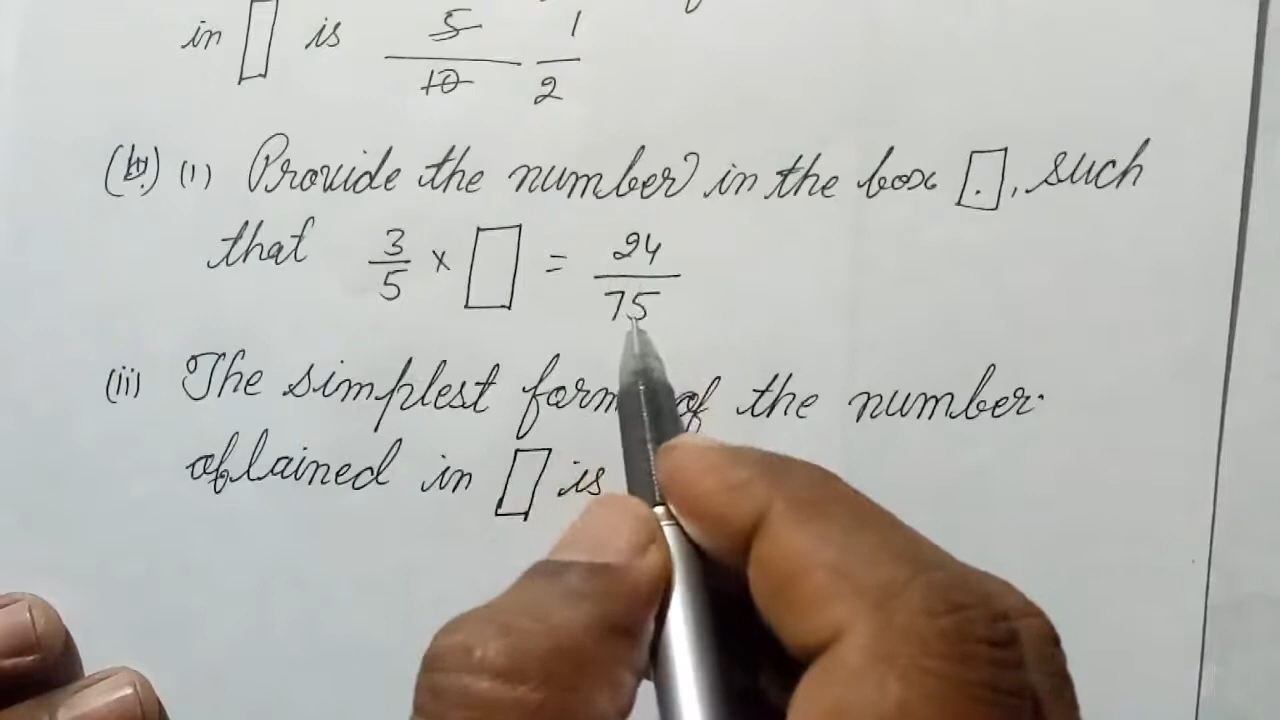 in □ is 5/10 1/2
(b) (i) Provide the number in the box □, such
that 3/5 × □ = 24/75
(ii) The simplest form of the number
obtained in □ is